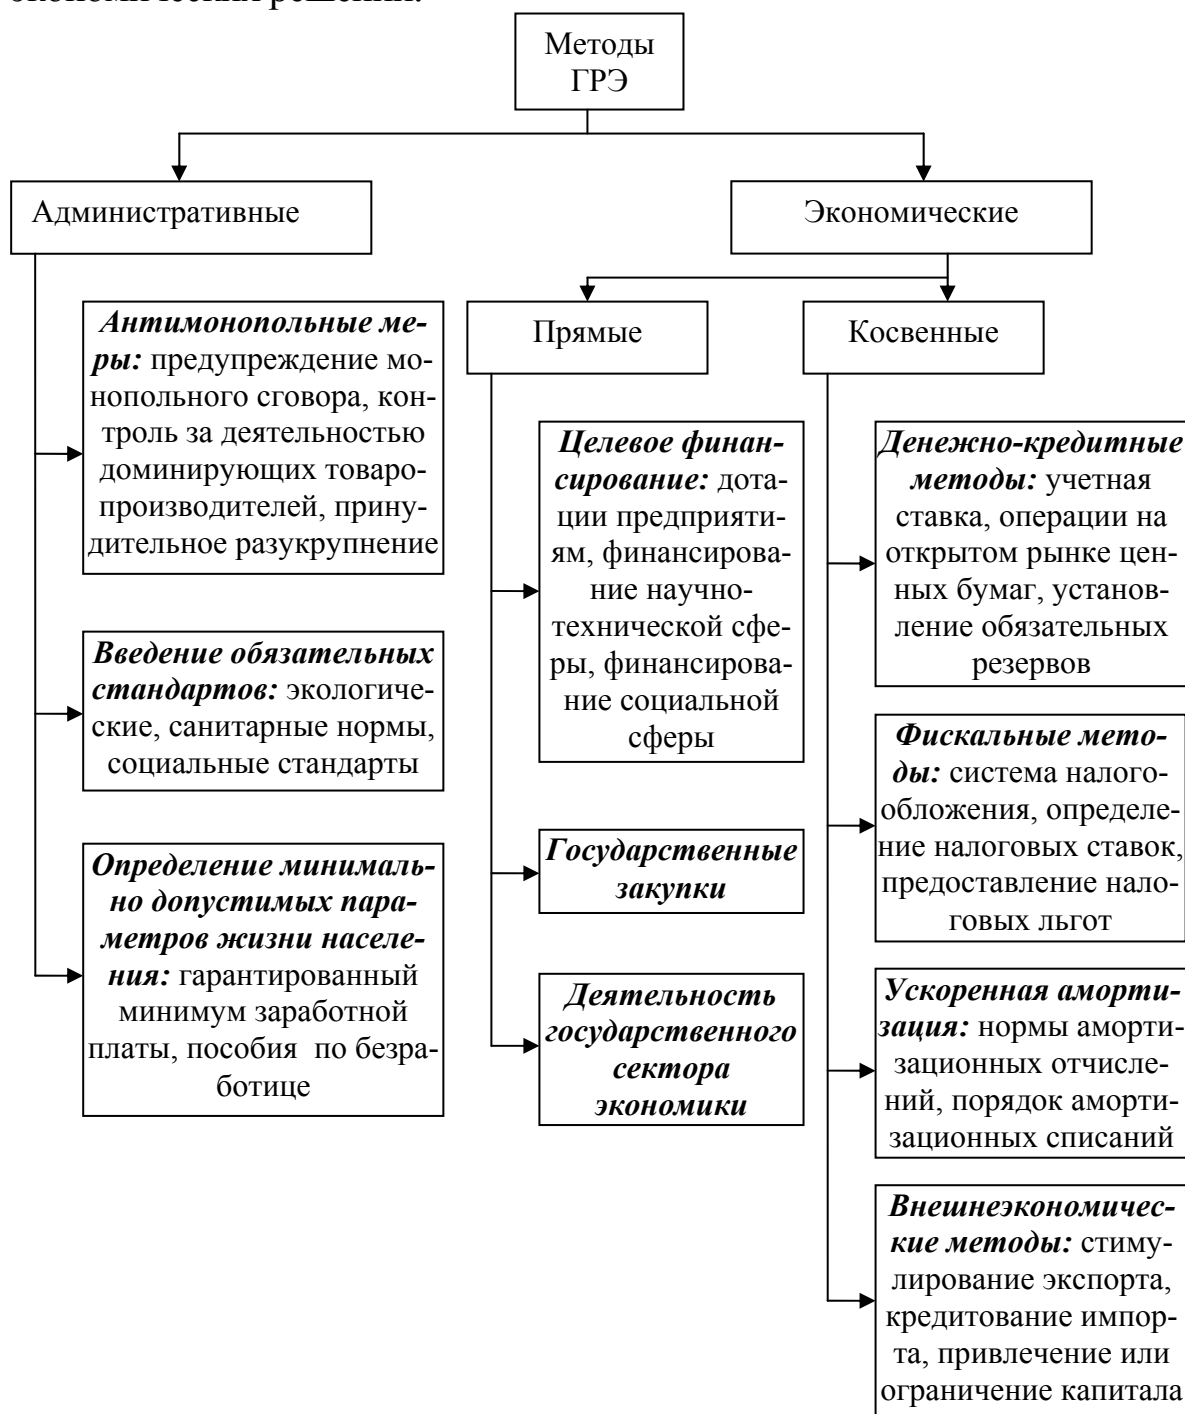 экономических решений.
Методы
ГРЭ
Административные
Экономические
Прямые
Косвенные
Антимонопольные ме-
ры: предупреждение мо-
нопольного сговора, кон-
троль за деятельностью
доминирующих товаро-
производителей, прину-
дительное разукрупнение
Введение обязательных
стандартов: экологиче-
ские, санитарные нормы,
социальные стандарты
Определение минималь-
но допустимых пара-
метров жизни населе-
ния: гарантированный
минимум заработной
платы, пособия по безра-
ботице
Целевое финан-
сирование: дота-
ции предприяти-
ям, финансирова-
ние научно-
технической сфе-
ры, финансирова-
ние социальной
сферы
Государственные
закупки
Деятельность
государственного
сектора
экономики
Денежно-кредитные
методы: учетная
ставка, операции на
открытом рынке цен-
ных бумаг, установ-
ление обязательных
резервов
Фискальные мето-
ды: система налого-
обложения, определе-
ние налоговых ставок,
предоставление нало-
говых льгот
Ускоренная аморти-
зация: нормы аморти-
зационных отчисле-
ний, порядок аморти-
зационных списаний
Внешнеэкономичес-
кие методы: стиму-
лирование экспорта,
кредитование импор-
та, привлечение или
ограничение капитала